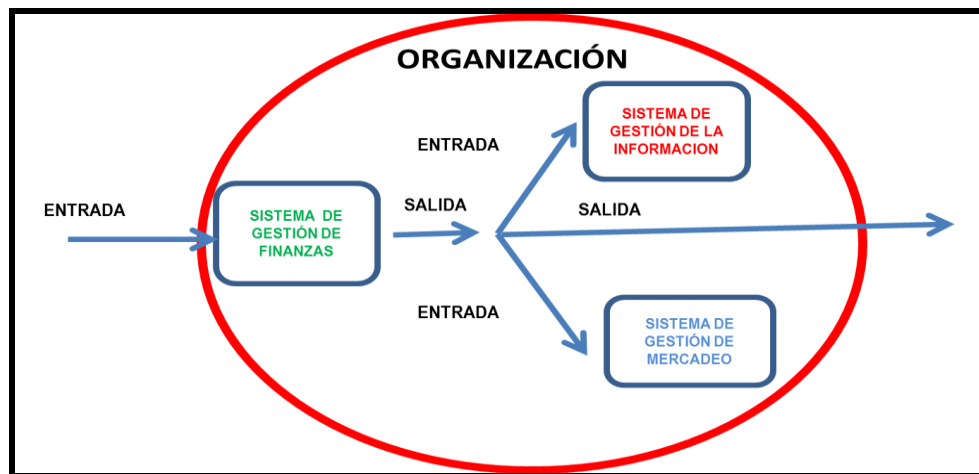 ORGANIZACIÓN
SISTEMA DE
GESTIÓN DE LA
INFORMACION
ENTRADA
ENTRADA
SISTEMA DE
GESTIÓN DE
FINANZAS
SALIDA
SALIDA
ENTRADA
SISTEMA DE
GESTIÓN DE
MERCADEO